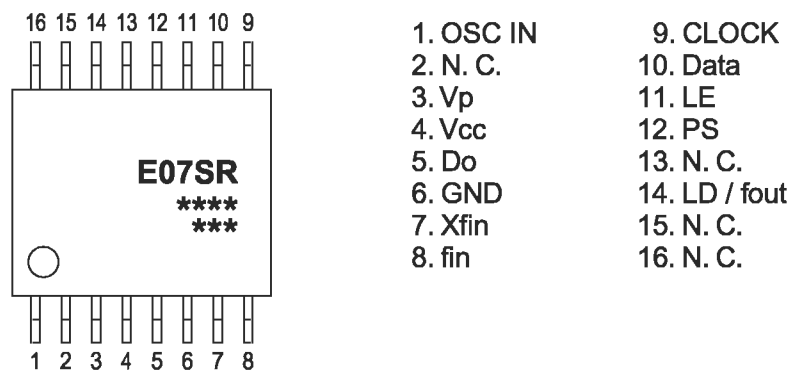 16 15 14 13 12 11 10 9
E07SR
****
***
1 2 3 4 5 6 7 8
1. OSC IN
2. N. C.
3. Vp
4. Vcc
5. Do
6. GND
7. Xfin
8. fin
9. CLOCK
10. Data
11. LE
12. PS
13. N. C.
14. LD / fout
15. N. C.
16. N. C.